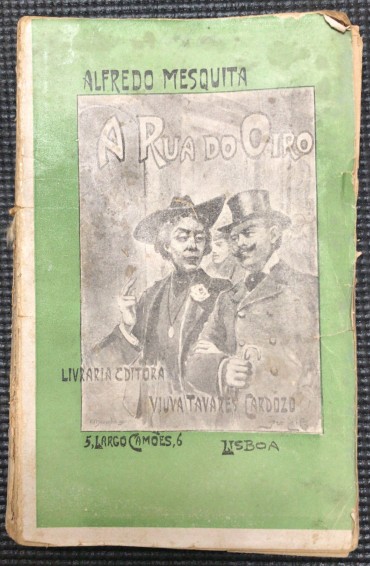 ALFREDO MESQUITA
A RUA DO OIRO
LIVRARIA EDITORA
VIUVA TAVARES CARDOZO
5, LARGO CAMÕES, 6 LISBOA